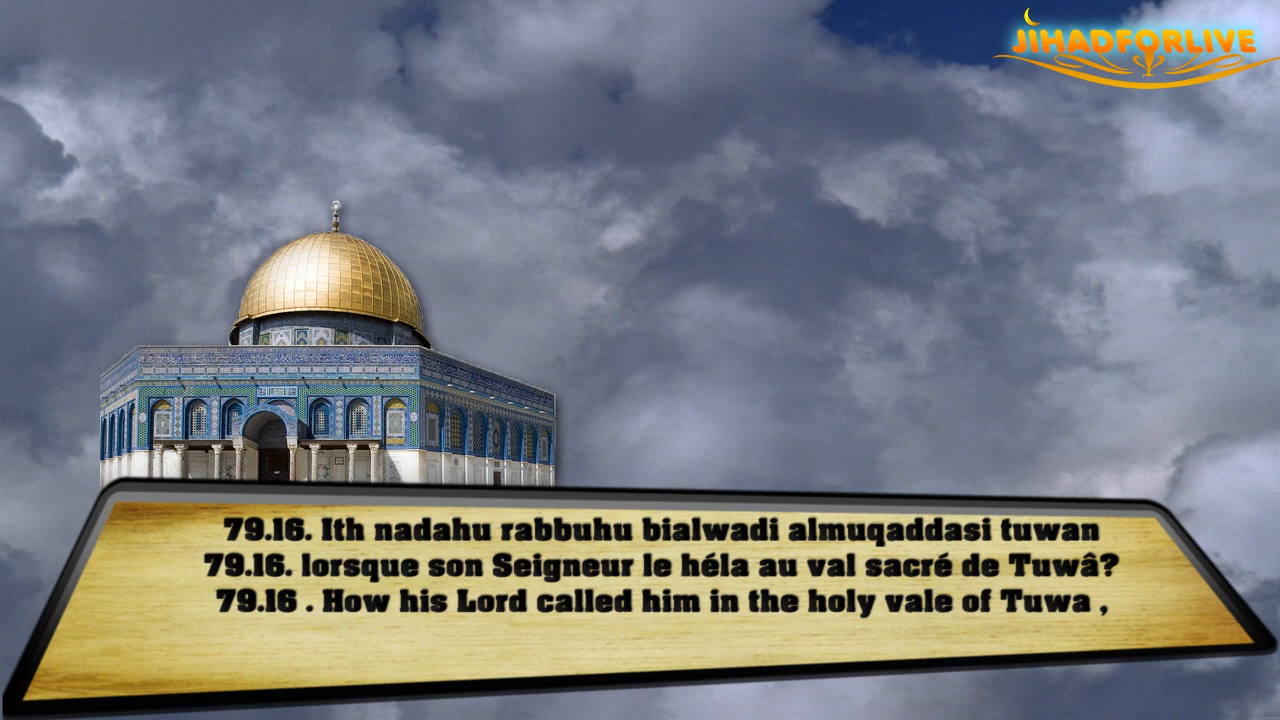 JIHADFORLIVE
79.16. Ith nadahu rabbuhu bialwadi almuqaddasi tuwan
79.16. lorsque son Seigneur le héla au val sacré de Tuwâ?
79.16 . How his Lord called him in the holy vale of Tuwa ,